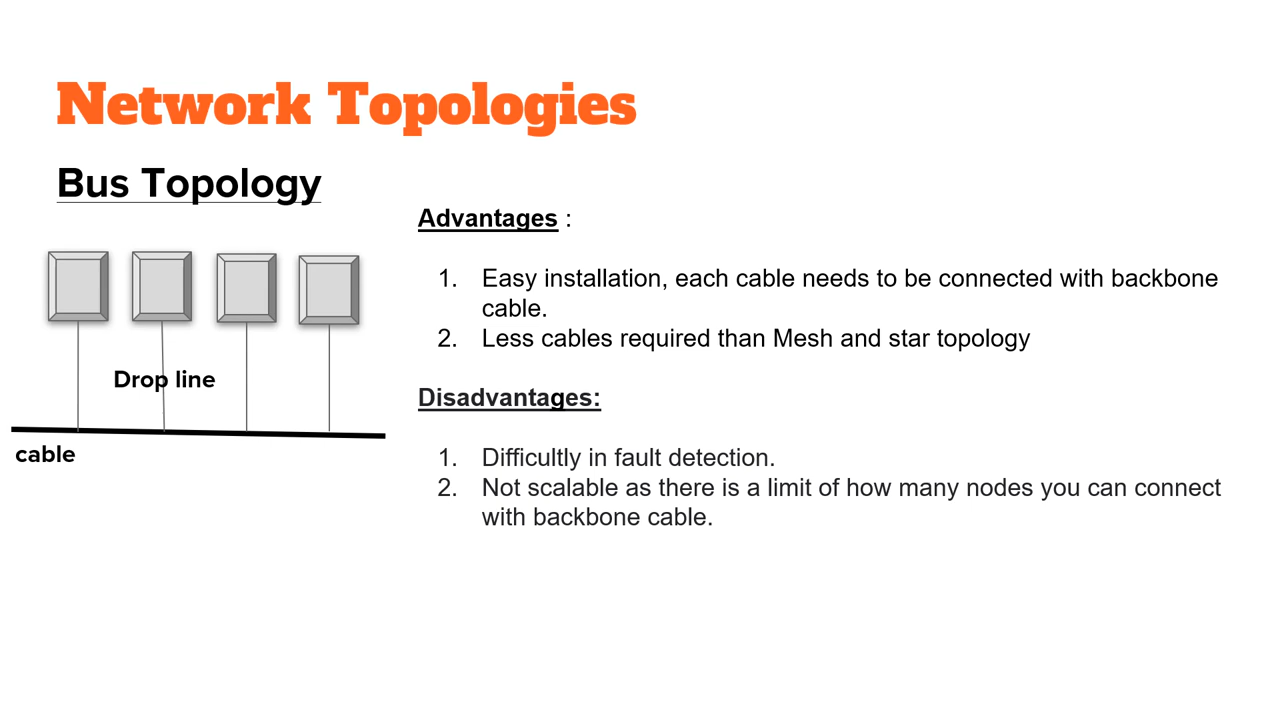 Network Topologies
Bus Topology
Drop line
cable
Advantages :
1. Easy installation, each cable needs to be connected with backbone
cable.
2. Less cables required than Mesh and star topology
Disadvantages:
1. Difficultly in fault detection.
2. Not scalable as there is a limit of how many nodes you can connect
with backbone cable.